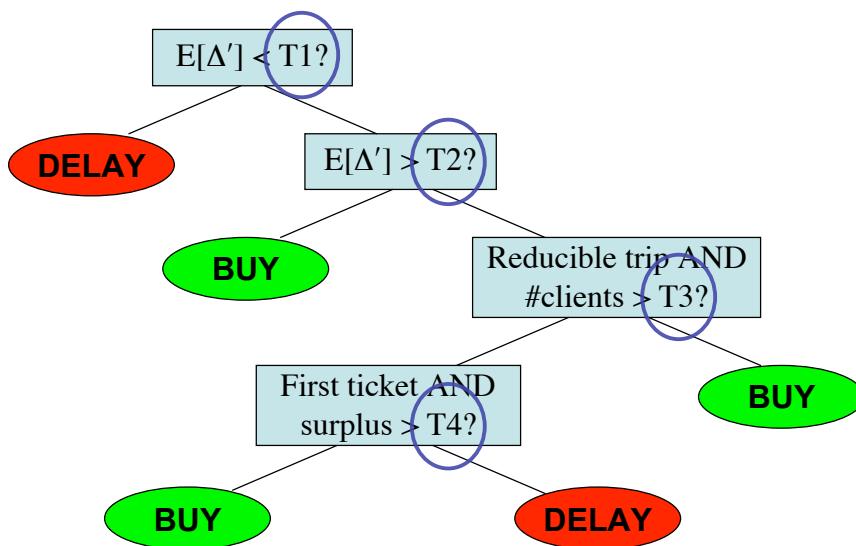 E[Δ′] < T1?
DELAY
E[Δ′] > T2?
BUY
Reducible trip AND
#clients > T3?
First ticket AND
surplus > T4?
BUY
BUY
DELAY